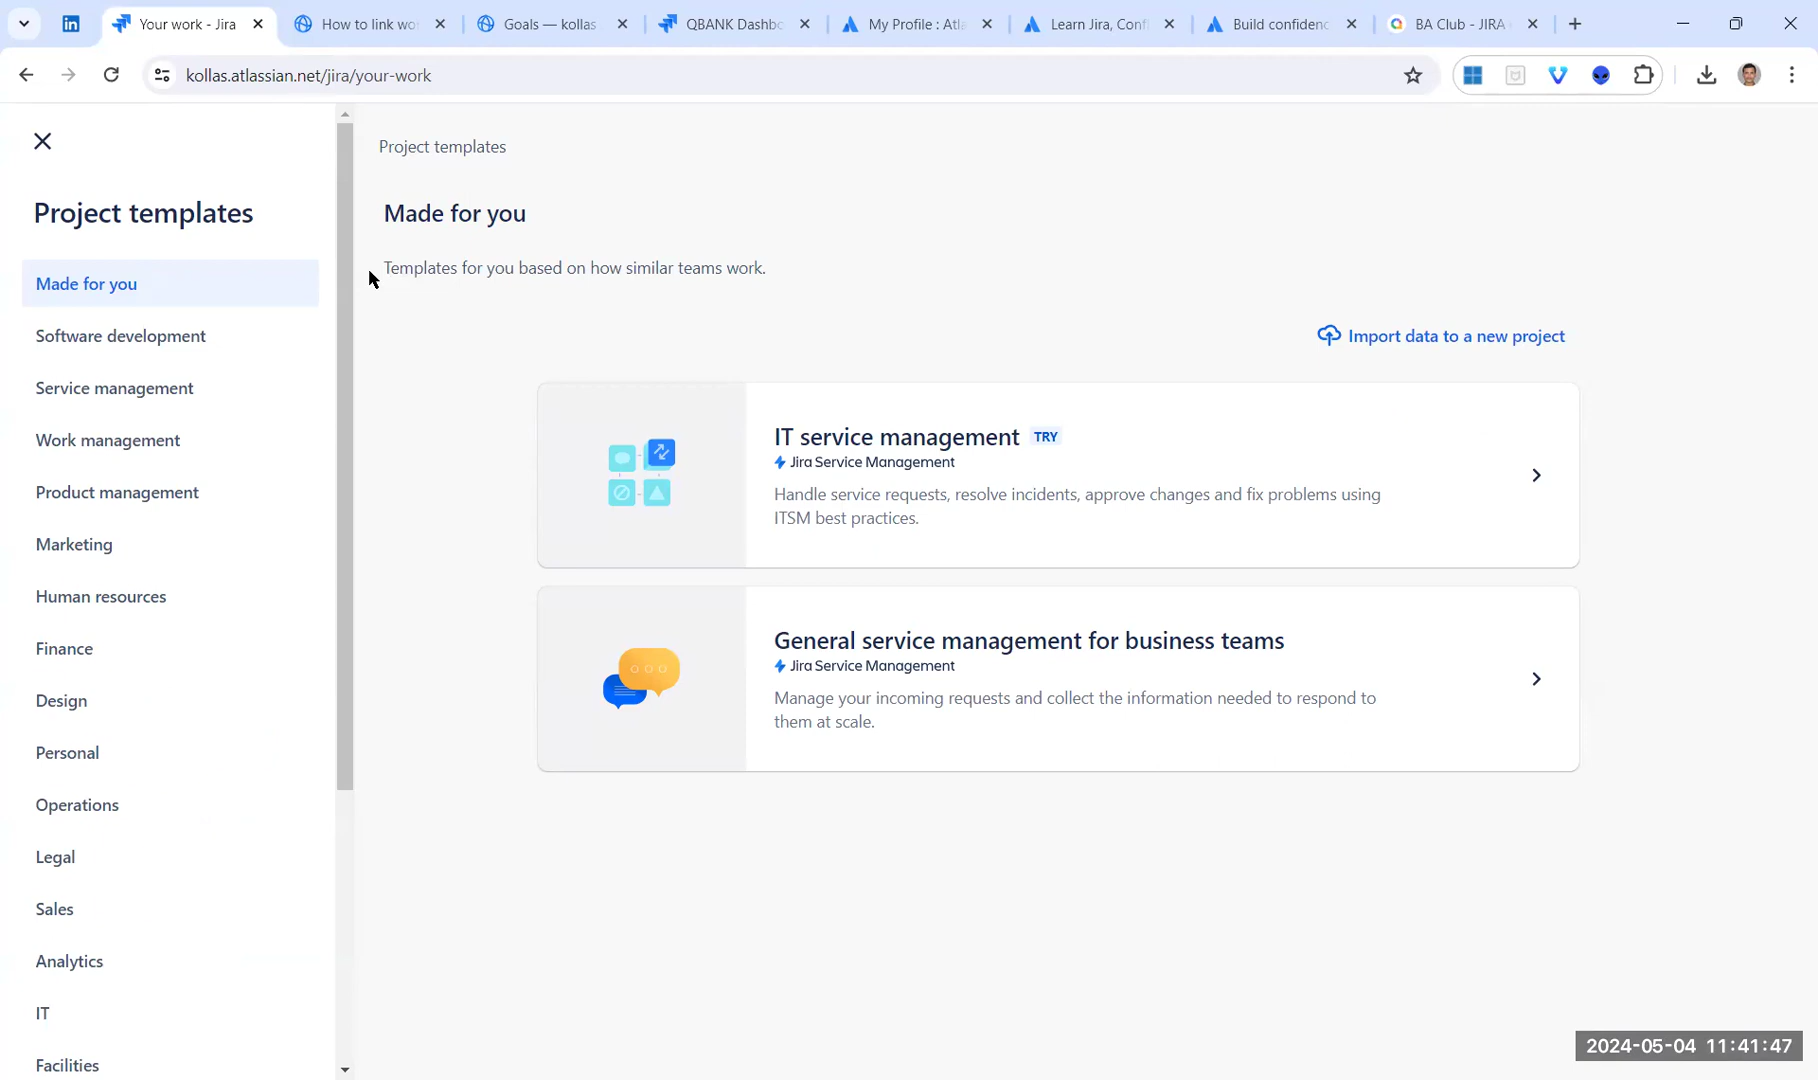 Your work - Jira
How to link wo
Goals — kollas
QBANK Dashbo
My Profile : Atla
Learn Jira, Conf
Build confidenc
BA Club - JIRA
kollas.atlassian.net/jira/your-work
Project templates
Made for you
Software development
Service management
Work management
Product management
Marketing
Human resources
Finance
Design
Personal
Operations
Legal
Sales
Analytics
IT
Facilities
Project templates
Made for you
Templates for you based on how similar teams work.
Import data to a new project
IT service management TRY
Jira Service Management
Handle service requests, resolve incidents, approve changes and fix problems using
ITSM best practices.
General service management for business teams
Jira Service Management
Manage your incoming requests and collect the information needed to respond to
them at scale.
2024-05-04 11:41:47